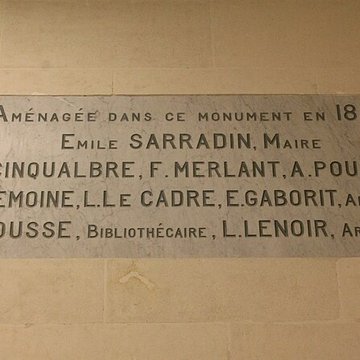 AMÉNAGÉE DANS CE MONUMENT EN 18
EMILE SARRADIN, MAIRE
CINQUALBRE, F. MERLANT, A. POU
EMOINE, L. LE CADRE, E. GABORIT, A
OUSSE, BIBLIOTHÉCAIRE, L. LENOIR, AR